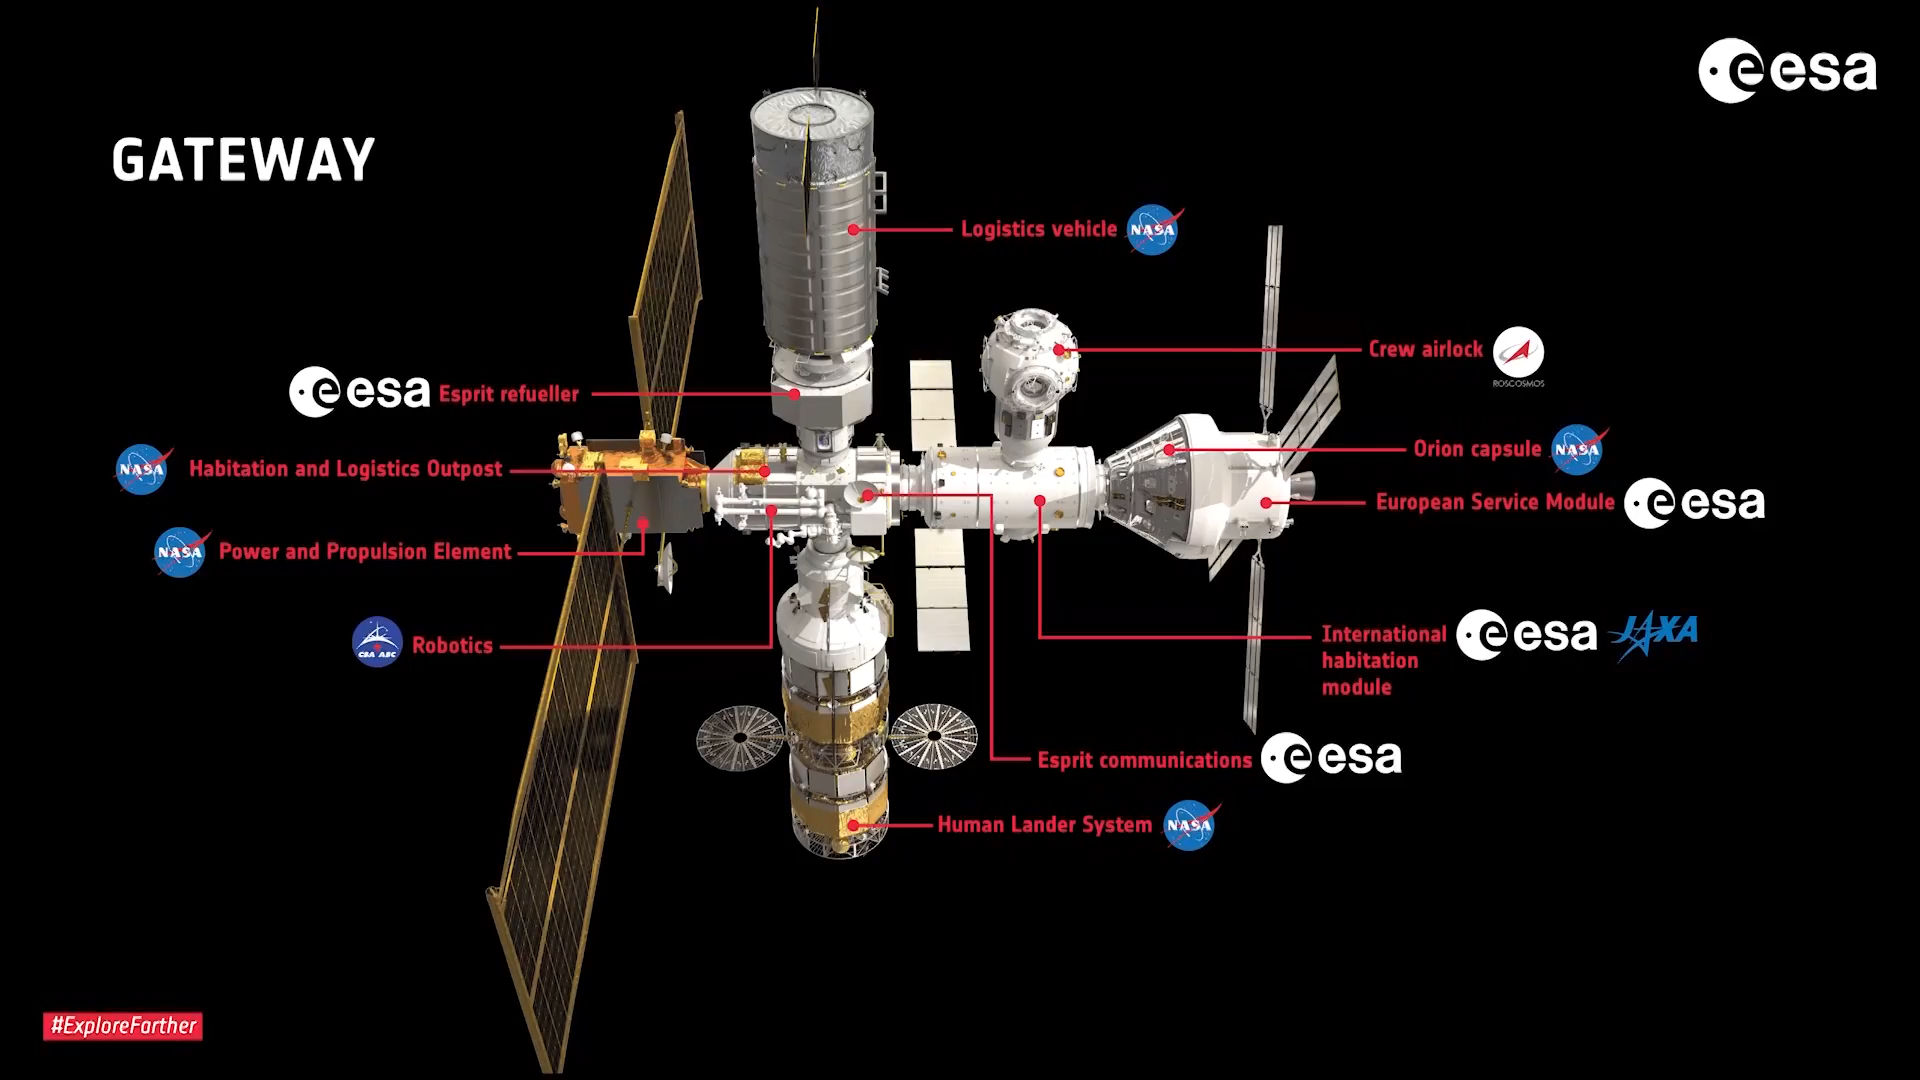 esa
GATEWAY
Logistics vehicle NASA
Crew airlock
ROSCOSMOS
esa Esprit refueller
Orion capsule NASA
NASA Habitation and Logistics Outpost
European Service Module esa
NASA Power and Propulsion Element
CSA ASC Robotics
International esa JAXA
habitation
module
Esprit communications esa
Human Lander System NASA
#ExploreFarther